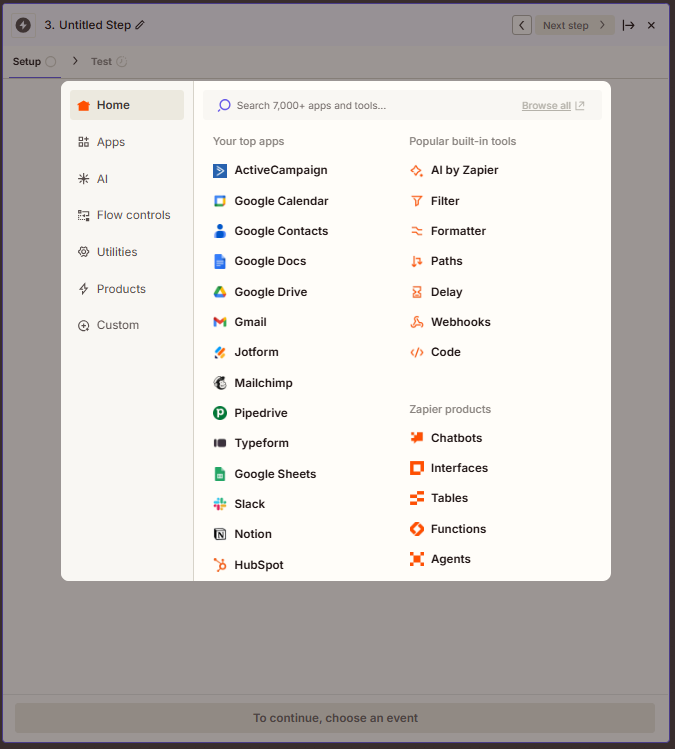 3. Untitled Step
Next step
Setup
Test
Home
Apps
AI
Flow controls
Utilities
Products
Custom
Search 7,000+ apps and tools...
Browse all
Your top apps
ActiveCampaign
Google Calendar
Google Contacts
Google Docs
Google Drive
Gmail
Jotform
Mailchimp
Pipedrive
Typeform
Google Sheets
Slack
Notion
HubSpot
Popular built-in tools
AI by Zapier
Filter
Formatter
Paths
Delay
Webhooks
Code
Zapier products
Chatbots
Interfaces
Tables
Functions
Agents
To continue, choose an event